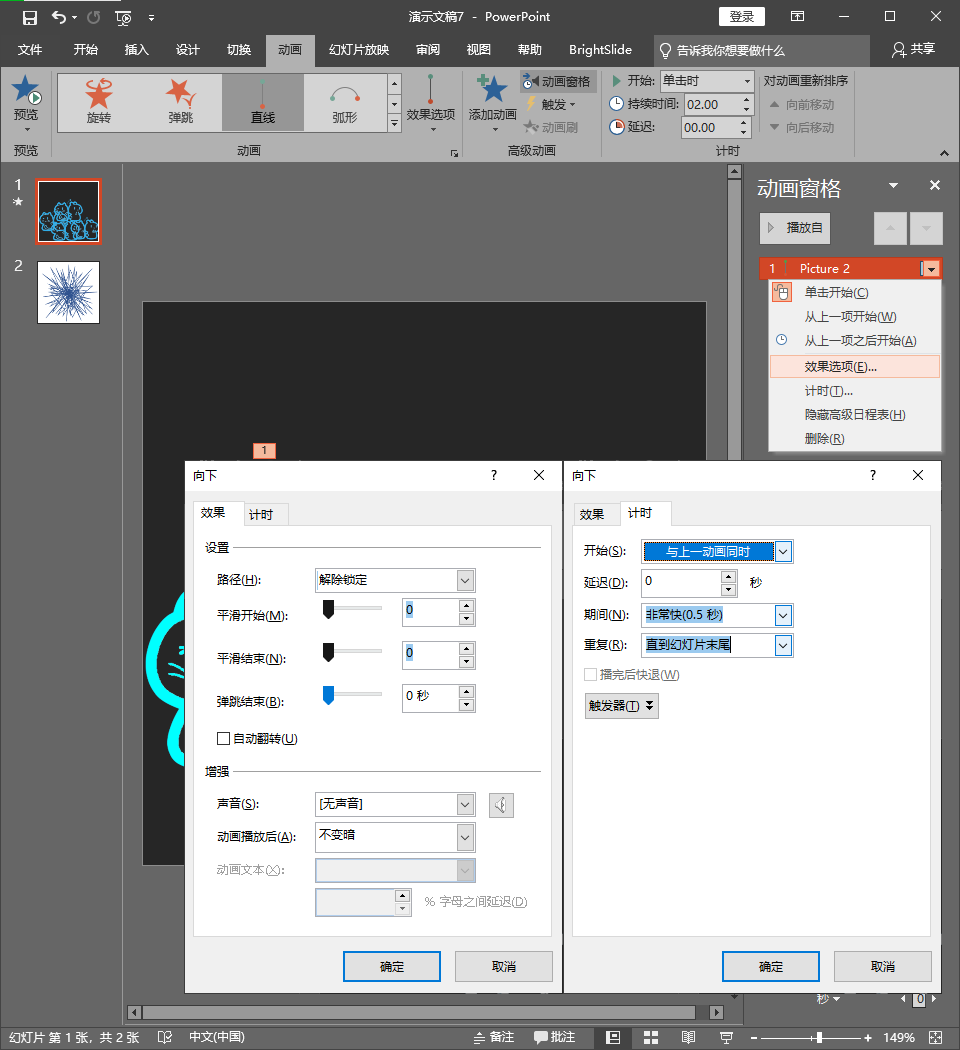 演示文稿7 - PowerPoint
登录
文件 开始 插入 设计 切换 动画 幻灯片放映 审阅 视图 帮助 BrightSlide 告诉我你想要做什么 共享
预览
旋转 弹跳 直线 弧形
效果选项
添加动画
动画窗格
触发
动画刷
开始: 单击时
持续时间: 02.00
延迟: 00.00
对动画重新排序
向前移动
向后移动
预览 动画 高级动画 计时
1
2
动画窗格
播放自
1 Picture 2
单击开始(C)
从上一项开始(W)
从上一项之后开始(A)
效果选项(E)...
计时(T)...
隐藏高级日程表(H)
删除(R)
1
向下 ?
效果 计时
设置
路径(H): 解除锁定
平滑开始(M): 0
平滑结束(N): 0
弹跳结束(B): 0 秒
自动翻转(U)
增强
声音(S): [无声音]
动画播放后(A): 不变暗
动画文本(X):
% 字母之间延迟(D)
确定 取消
向下 ?
效果 计时
开始(S): 与上一动画同时
延迟(D): 0 秒
期间(N): 非常快(0.5 秒)
重复(R): 直到幻灯片末尾
播完后快退(W)
触发器(T)
确定 取消
秒 0
幻灯片 第 1 张，共 2 张 中文(中国) 备注 批注 149%